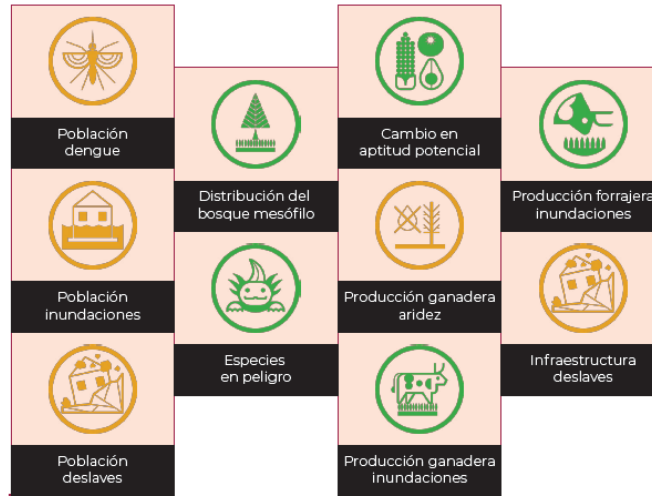 Población
dengue
Cambio en
aptitud potencial
Distribución del
bosque mesófilo
Producción forrajera
inundaciones
Población
inundaciones
Producción ganadera
aridez
Especies
en peligro
Infraestructura
deslaves
Población
deslaves
Producción ganadera
inundaciones